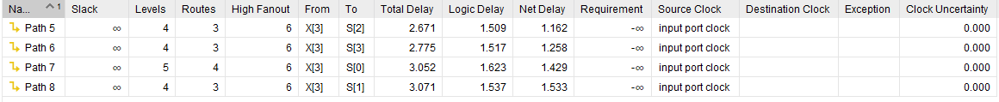 Na... 1 Slack Levels Routes High Fanout From To Total Delay Logic Delay Net Delay Requirement Source Clock Destination Clock Exception Clock Uncertainty
Path 5 ∞ 4 3 6 X[3] S[2] 2.671 1.509 1.162 -∞ input port clock 0.000
Path 6 ∞ 4 3 6 X[3] S[3] 2.775 1.517 1.258 -∞ input port clock 0.000
Path 7 ∞ 5 4 6 X[3] S[0] 3.052 1.623 1.429 -∞ input port clock 0.000
Path 8 ∞ 4 3 6 X[3] S[1] 3.071 1.537 1.533 -∞ input port clock 0.000